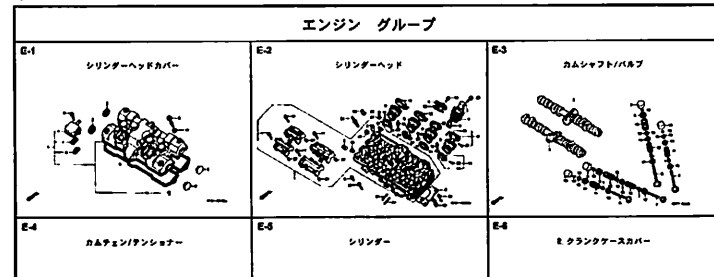 エンジン グループ
E-1
シリンダーヘッドカバー
E-2
シリンダーヘッド
E-3
カムシャフト/バルブ
E-4
カムチェン/テンショナー
E-5
シリンダー
E-6
R. クランクケースカバー